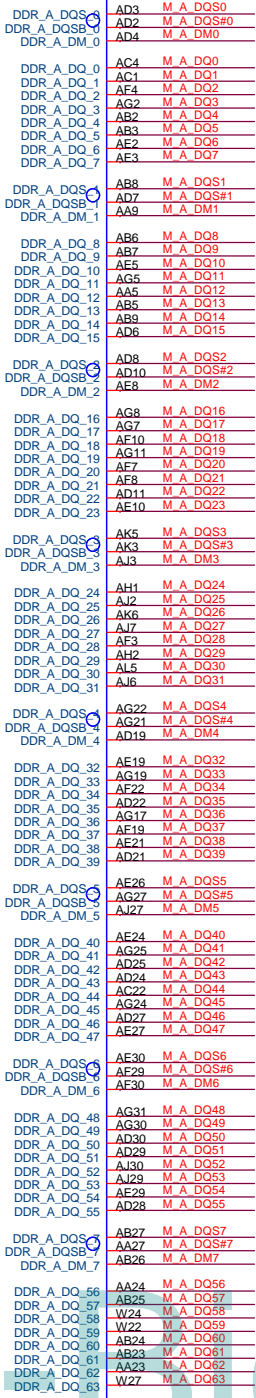 DDR_A_DQS_0 AD3 M_A_DQS0
DDR_A_DQSB_0 AD2 M_A_DQS#0
DDR_A_DM_0 AD4 M_A_DM0
DDR_A_DQ_0 AC4 M_A_DQ0
DDR_A_DQ_1 AC1 M_A_DQ1
DDR_A_DQ_2 AF4 M_A_DQ2
DDR_A_DQ_3 AG2 M_A_DQ3
DDR_A_DQ_4 AB2 M_A_DQ4
DDR_A_DQ_5 AB3 M_A_DQ5
DDR_A_DQ_6 AE2 M_A_DQ6
DDR_A_DQ_7 AE3 M_A_DQ7
DDR_A_DQS_1 AB8 M_A_DQS1
DDR_A_DQSB_1 AD7 M_A_DQS#1
DDR_A_DM_1 AA9 M_A_DM1
DDR_A_DQ_8 AB6 M_A_DQ8
DDR_A_DQ_9 AB7 M_A_DQ9
DDR_A_DQ_10 AE5 M_A_DQ10
DDR_A_DQ_11 AG5 M_A_DQ11
DDR_A_DQ_12 AA5 M_A_DQ12
DDR_A_DQ_13 AB5 M_A_DQ13
DDR_A_DQ_14 AB9 M_A_DQ14
DDR_A_DQ_15 AD6 M_A_DQ15
DDR_A_DQS_2 AD8 M_A_DQS2
DDR_A_DQSB_2 AD10 M_A_DQS#2
DDR_A_DM_2 AE8 M_A_DM2
DDR_A_DQ_16 AG8 M_A_DQ16
DDR_A_DQ_17 AG7 M_A_DQ17
DDR_A_DQ_18 AF10 M_A_DQ18
DDR_A_DQ_19 AG11 M_A_DQ19
DDR_A_DQ_20 AF7 M_A_DQ20
DDR_A_DQ_21 AF8 M_A_DQ21
DDR_A_DQ_22 AD11 M_A_DQ22
DDR_A_DQ_23 AE10 M_A_DQ23
DDR_A_DQS_3 AK5 M_A_DQS3
DDR_A_DQSB_3 AK3 M_A_DQS#3
DDR_A_DM_3 AJ3 M_A_DM3
DDR_A_DQ_24 AH1 M_A_DQ24
DDR_A_DQ_25 AJ2 M_A_DQ25
DDR_A_DQ_26 AK6 M_A_DQ26
DDR_A_DQ_27 AJ7 M_A_DQ27
DDR_A_DQ_28 AF3 M_A_DQ28
DDR_A_DQ_29 AH2 M_A_DQ29
DDR_A_DQ_30 AL5 M_A_DQ30
DDR_A_DQ_31 AJ6 M_A_DQ31
DDR_A_DQS_4 AG22 M_A_DQS4
DDR_A_DQSB_4 AG21 M_A_DQS#4
DDR_A_DM_4 AD19 M_A_DM4
DDR_A_DQ_32 AE19 M_A_DQ32
DDR_A_DQ_33 AG19 M_A_DQ33
DDR_A_DQ_34 AF22 M_A_DQ34
DDR_A_DQ_35 AD22 M_A_DQ35
DDR_A_DQ_36 AG17 M_A_DQ36
DDR_A_DQ_37 AF19 M_A_DQ37
DDR_A_DQ_38 AE21 M_A_DQ38
DDR_A_DQ_39 AD21 M_A_DQ39
DDR_A_DQS_5 AE26 M_A_DQS5
DDR_A_DQSB_5 AG27 M_A_DQS#5
DDR_A_DM_5 AJ27 M_A_DM5
DDR_A_DQ_40 AE24 M_A_DQ40
DDR_A_DQ_41 AG25 M_A_DQ41
DDR_A_DQ_42 AD25 M_A_DQ42
DDR_A_DQ_43 AD24 M_A_DQ43
DDR_A_DQ_44 AC22 M_A_DQ44
DDR_A_DQ_45 AG24 M_A_DQ45
DDR_A_DQ_46 AD27 M_A_DQ46
DDR_A_DQ_47 AE27 M_A_DQ47
DDR_A_DQS_6 AE30 M_A_DQS6
DDR_A_DQSB_6 AF29 M_A_DQS#6
DDR_A_DM_6 AF30 M_A_DM6
DDR_A_DQ_48 AG31 M_A_DQ48
DDR_A_DQ_49 AG30 M_A_DQ49
DDR_A_DQ_50 AD30 M_A_DQ50
DDR_A_DQ_51 AD29 M_A_DQ51
DDR_A_DQ_52 AJ30 M_A_DQ52
DDR_A_DQ_53 AJ29 M_A_DQ53
DDR_A_DQ_54 AE29 M_A_DQ54
DDR_A_DQ_55 AD28 M_A_DQ55
DDR_A_DQS_7 AB27 M_A_DQS7
DDR_A_DQSB_7 AA27 M_A_DQS#7
DDR_A_DM_7 AB26 M_A_DM7
DDR_A_DQ_56 AA24 M_A_DQ56
DDR_A_DQ_57 AB25 M_A_DQ57
DDR_A_DQ_58 W24 M_A_DQ58
DDR_A_DQ_59 W22 M_A_DQ59
DDR_A_DQ_60 AB24 M_A_DQ60
DDR_A_DQ_61 AB23 M_A_DQ61
DDR_A_DQ_62 AA23 M_A_DQ62
DDR_A_DQ_63 W27 M_A_DQ63